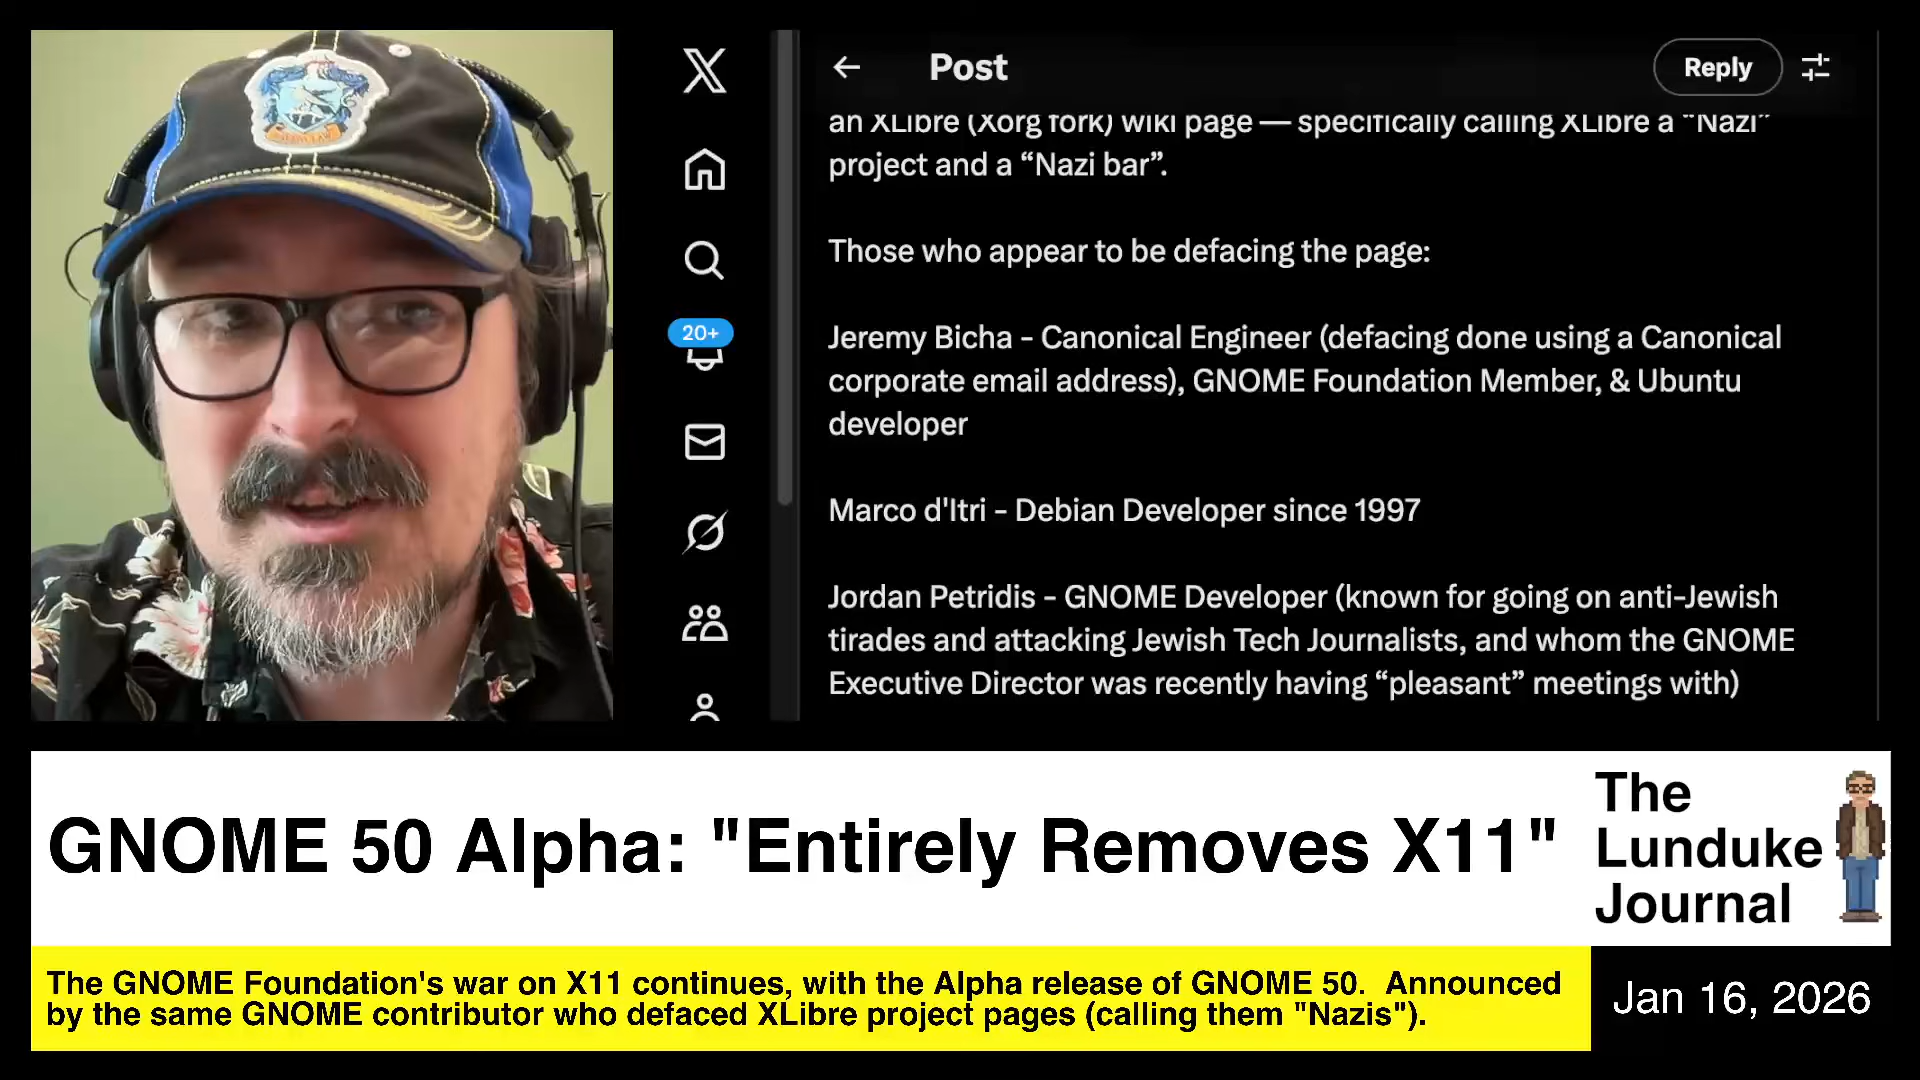 Post
Reply
20+
an XLibre (Xorg fork) wiki page — specifically calling XLibre a “Nazi”
project and a “Nazi bar”.
Those who appear to be defacing the page:
Jeremy Bicha - Canonical Engineer (defacing done using a Canonical
corporate email address), GNOME Foundation Member, & Ubuntu
developer
Marco d'Itri - Debian Developer since 1997
Jordan Petridis - GNOME Developer (known for going on anti-Jewish
tirades and attacking Jewish Tech Journalists, and whom the GNOME
Executive Director was recently having “pleasant” meetings with)
GNOME 50 Alpha: "Entirely Removes X11"
The
Lunduke
Journal
The GNOME Foundation's war on X11 continues, with the Alpha release of GNOME 50. Announced
by the same GNOME contributor who defaced XLibre project pages (calling them "Nazis").
Jan 16, 2026